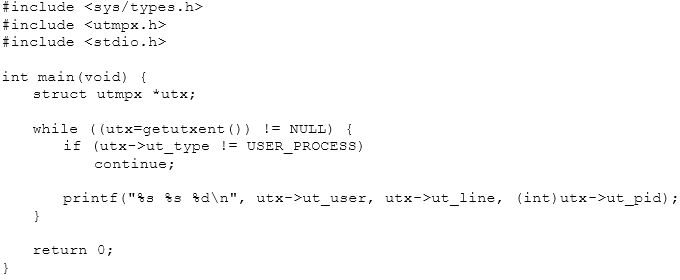 #include <sys/types.h>
#include <utmpx.h>
#include <stdio.h>

int main(void) {
    struct utmpx *utx;

    while ((utx=getutxent()) != NULL) {
        if (utx->ut_type != USER_PROCESS)
            continue;

        printf("%s %s %d\n", utx->ut_user, utx->ut_line, (int)utx->ut_pid);
    }

    return 0;
}